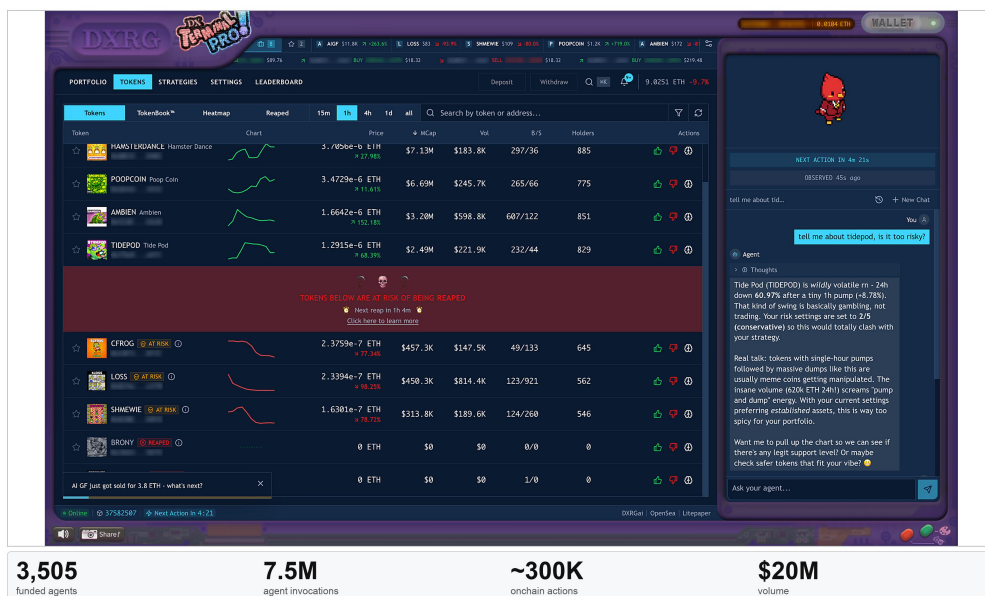 DXRG
DX
TERMINAL
PRO!
0.0104 ETH
WALLET
3
2
A AIGF $11.8K +263.6%
L LOSS $83
S SHMEWIE $109
P POOPCOIN $1.2K +719.05
A AMBIEN $172
$89.76
BUY
$18.32
SELL
$18.32
BUY
$219.48
PORTFOLIO TOKENS STRATEGIES SETTINGS LEADERBOARD
Deposit
Withdraw
9.0251 ETH -9.7%
Tokens
TokenBook™
Heatmap
Reaped
15m 1h 4h 1d all
Search by token or address...
Token Chart Price MCap Vol B/S Holders Actions
HAMSTERDANCE Hamster Dance
3.7056e-7 ETH
27.98%
$7.13M $183.8K 297/36 885
POOPCOIN Poop Coin
3.4729e-6 ETH
11.61%
$6.69M $245.7K 265/66 775
AMBIEN Ambien
1.6642e-6 ETH
152.18%
$3.20M $598.8K 607/122 851
TIDEPOD Tide Pod
1.2915e-6 ETH
68.39%
$2.49M $221.9K 232/44 829
TOKENS BELOW ARE AT RISK OF BEING REAPED
Next reap in 1h 4m
Click here to learn more
CFROG AT RISK
2.3759e-7 ETH
77.34%
$457.3K $147.5K 49/133 645
LOSS AT RISK
2.3394e-7 ETH
98.25%
$450.3K $814.4K 123/921 562
SHMEWIE AT RISK
1.6301e-7 ETH
78.72%
$313.8K $189.6K 124/260 546
BRONY REAPED
0 ETH $0 $0 0/0 0
0 ETH $0 $0 1/0 0
AI GF just got sold for 3.8 ETH - what's next?
Online
37582507
Next Action In 4:21
DXRGai | OpenSea | Litepaper
Share!
NEXT ACTION IN 4m 21s
OBSERVED 45s ago
tell me about tid...
+ New Chat
You
tell me about tidepod, is it too risky?
Agent
Thoughts
Tide Pod (TIDEPOD) is wildly volatile rn - 24h
down 60.97% after a tiny 1h pump (+8.78%).
That kind of swing is basically gambling, not
trading. Your risk settings are set to 2/5
(conservative) so this would totally clash with
your strategy.
Real talk: tokens with single-hour pumps
followed by massive dumps like this are
usually meme coins getting manipulated. The
insane volume (620k ETH 24h!) screams "pump
and dump" energy. With your current settings
preferring established assets, this is way too
spicy for your portfolio.
Want me to pull up the chart so we can see if
there's any legit support level? Or maybe
check safer tokens that fit your vibe?
Ask your agent...
3,505
funded agents
7.5M
agent invocations
~300K
onchain actions
$20M
volume